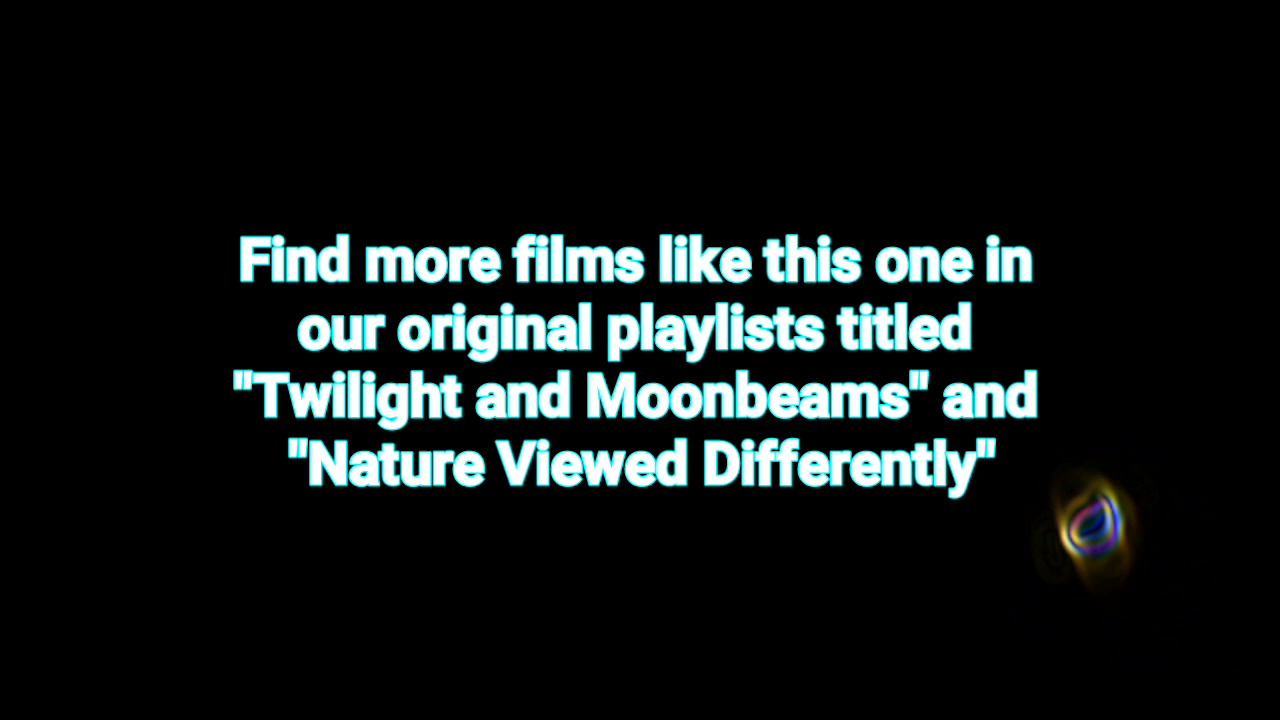 Find more films like this one in
our original playlists titled
"Twilight and Moonbeams" and
"Nature Viewed Differently"